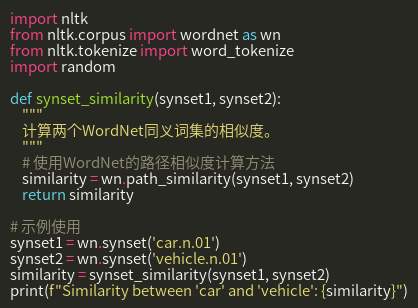 import nltk
from nltk.corpus import wordnet as wn
from nltk.tokenize import word_tokenize
import random

def synset_similarity(synset1, synset2):
    """
    计算两个WordNet同义词集的相似度。
    """
    # 使用WordNet的路径相似度计算方法
    similarity = wn.path_similarity(synset1, synset2)
    return similarity

# 示例使用
synset1 = wn.synset('car.n.01')
synset2 = wn.synset('vehicle.n.01')
similarity = synset_similarity(synset1, synset2)
print(f"Similarity between 'car' and 'vehicle': {similarity}")